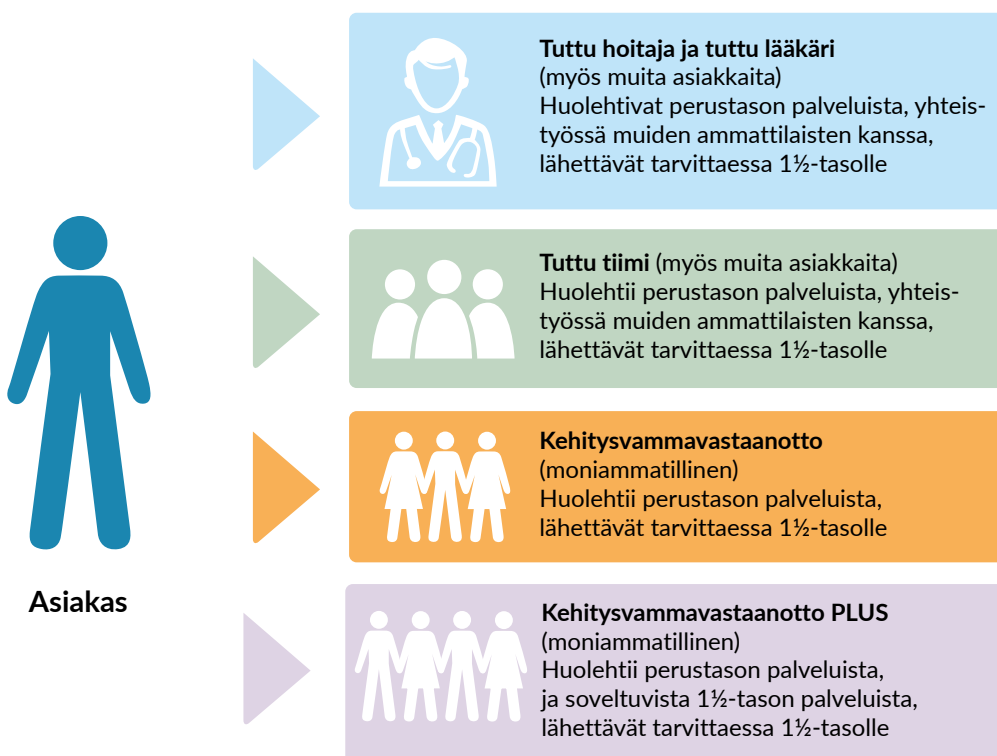 Tuttu hoitaja ja tuttu lääkäri
(myös muita asiakkaita)
Huolehtivat perustason palveluista, yhteis-
työssä muiden ammattilaisten kanssa,
lähettävät tarvittaessa 1½-tasolle
Tuttu tiimi (myös muita asiakkaita)
Huolehtii perustason palveluista, yhteis-
työssä muiden ammattilaisten kanssa,
lähettävät tarvittaessa 1½-tasolle
Kehitysvammavastaanotto
(moniammatillinen)
Huolehtii perustason palveluista,
lähettävät tarvittaessa 1½-tasolle
Asiakas
Kehitysvammavastaanotto PLUS
(moniammatillinen)
Huolehtii perustason palveluista,
ja soveltuvista 1½-tason palveluista,
lähettävät tarvittaessa 1½-tasolle